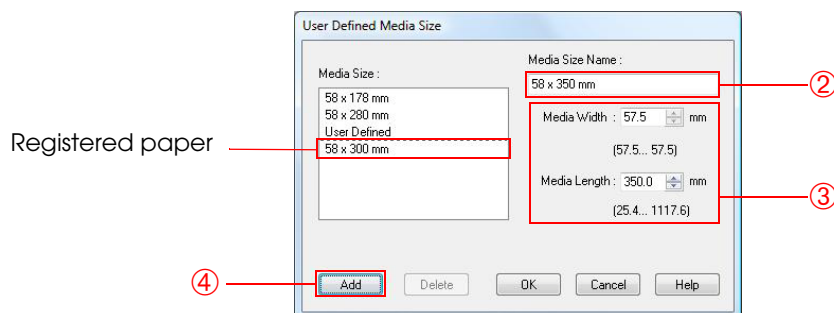 User Defined Media Size
Media Size :
58 x 178 mm
58 x 280 mm
User Defined
58 x 300 mm
Registered paper
Media Size Name :
58 x 350 mm
②
Media Width : 57.5 mm
(57.5... 57.5)
Media Length : 350.0 mm
(25.4... 1117.6)
③
④
Add Delete OK Cancel Help